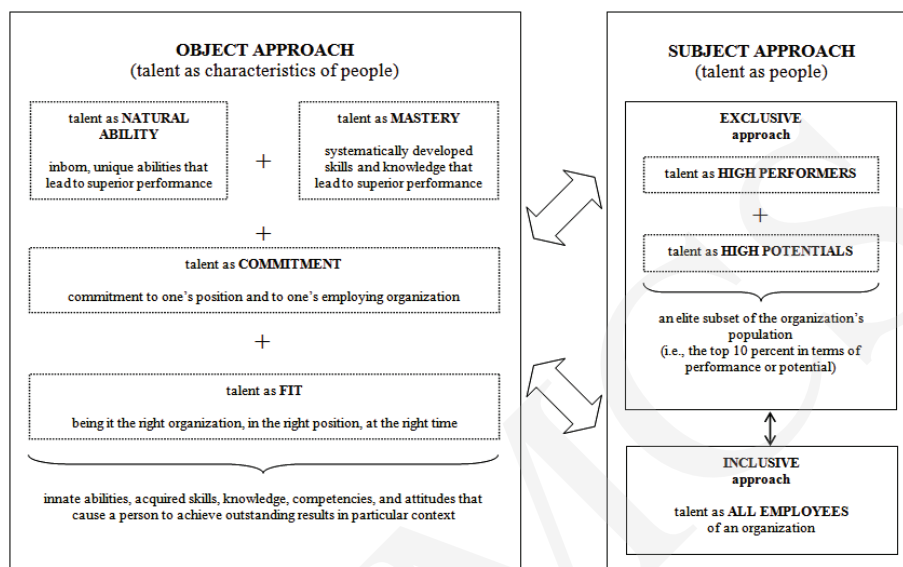 OBJECT APPROACH
(talent as characteristics of people)
talent as NATURAL
ABILITY
inborn, unique abilities that
lead to superior performance
+
talent as MASTERY
systematically developed
skills and knowledge that
lead to superior performance
+
talent as COMMITMENT
commitment to one's position and to one's employing organization
+
talent as FIT
being it the right organization, in the right position, at the right time
innate abilities, acquired skills, knowledge, competencies, and attitudes that
cause a person to achieve outstanding results in particular context
SUBJECT APPROACH
(talent as people)
EXCLUSIVE
approach
talent as HIGH PERFORMERS
+
talent as HIGH POTENTIALS
an elite subset of the organization's
population
(i.e., the top 10 percent in terms of
performance or potential)
INCLUSIVE
approach
talent as ALL EMPLOYEES
of an organization